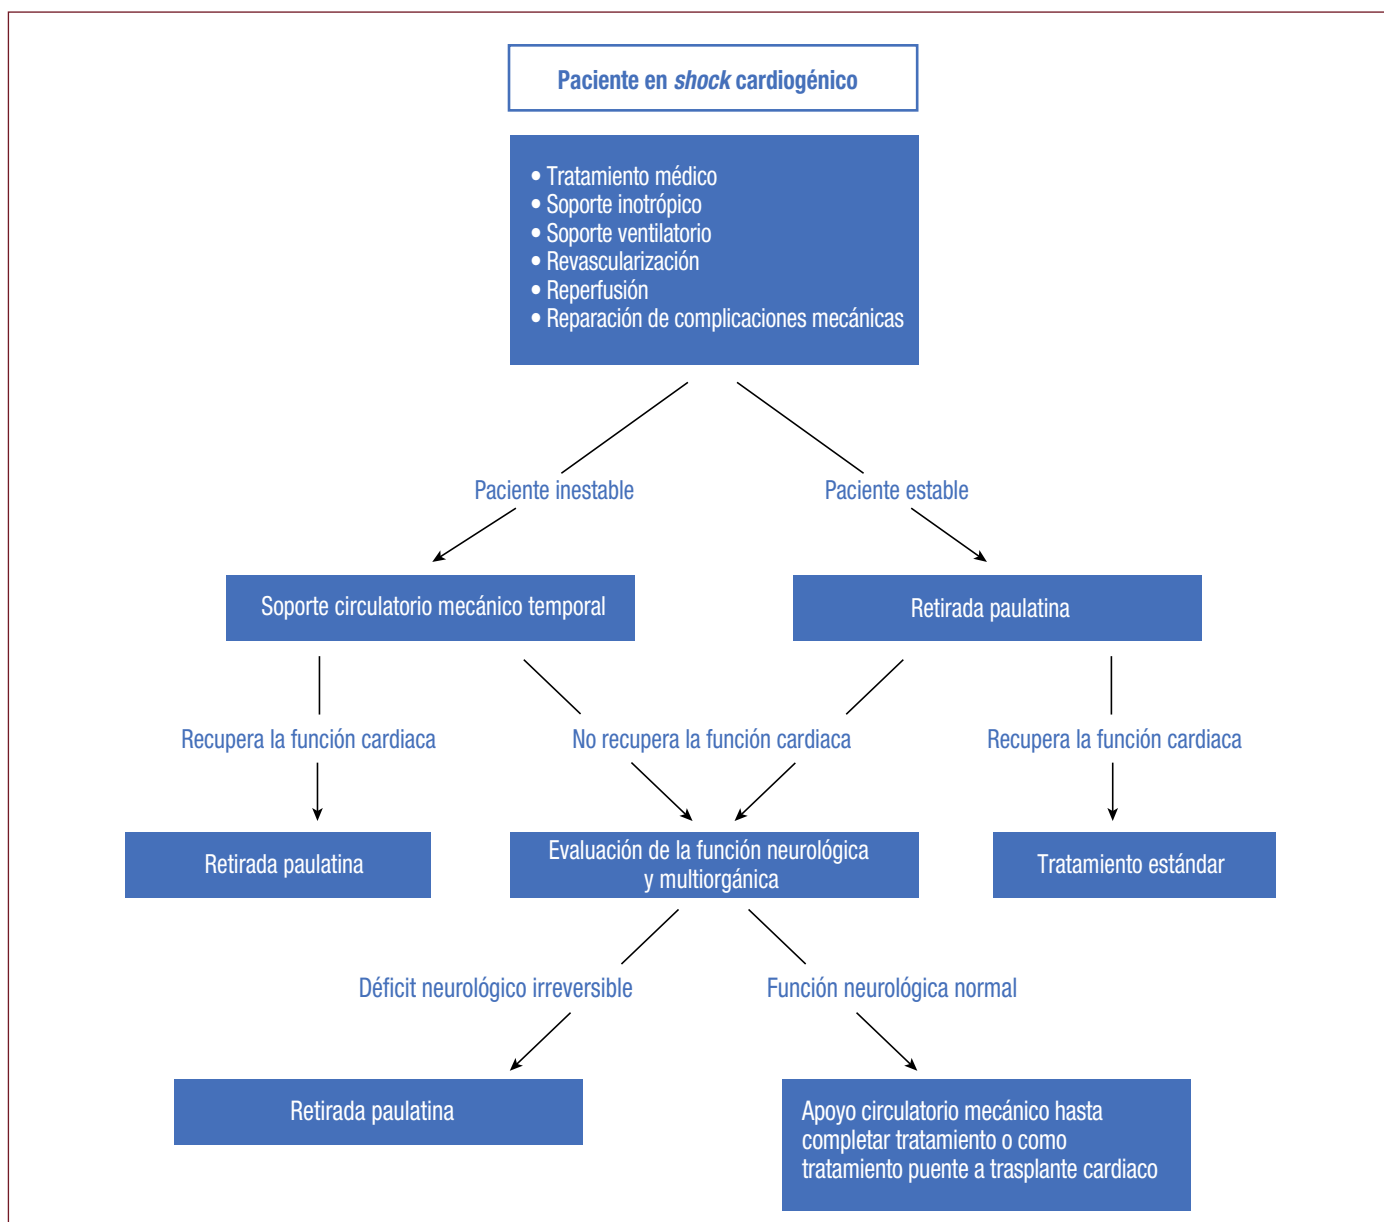 Paciente en shock cardiogénico
• Tratamiento médico
• Soporte inotrópico
• Soporte ventilatorio
• Revascularización
• Reperfusión
• Reparación de complicaciones mecánicas
Paciente inestable
Paciente estable
Soporte circulatorio mecánico temporal
Retirada paulatina
Recupera la función cardiaca
No recupera la función cardiaca
Recupera la función cardiaca
Retirada paulatina
Evaluación de la función neurológica
y multiorgánica
Tratamiento estándar
Déficit neurológico irreversible
Función neurológica normal
Retirada paulatina
Apoyo circulatorio mecánico hasta
completar tratamiento o como
tratamiento puente a trasplante cardiaco